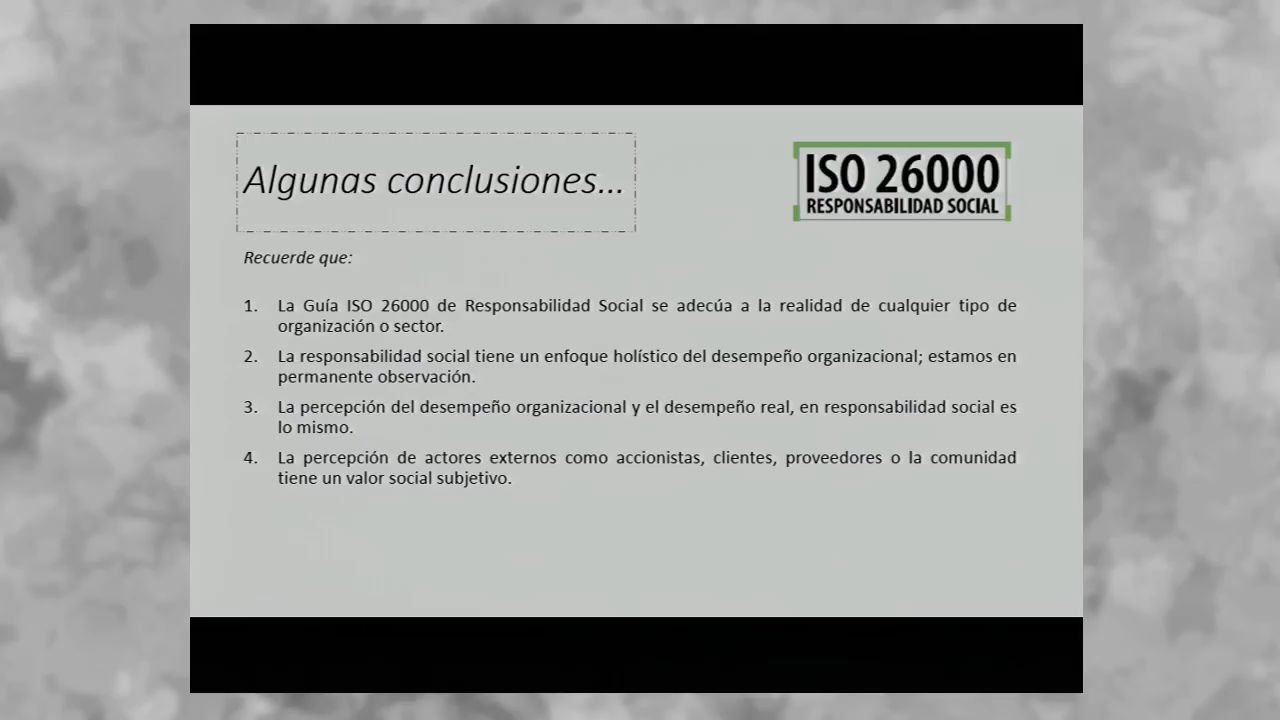 Algunas conclusiones...
ISO 26000
RESPONSABILIDAD SOCIAL
Recuerde que:
1. La Guía ISO 26000 de Responsabilidad Social se adecúa a la realidad de cualquier tipo de
organización o sector.
2. La responsabilidad social tiene un enfoque holístico del desempeño organizacional; estamos en
permanente observación.
3. La percepción del desempeño organizacional y el desempeño real, en responsabilidad social es
lo mismo.
4. La percepción de actores externos como accionistas, clientes, proveedores o la comunidad
tiene un valor social subjetivo.